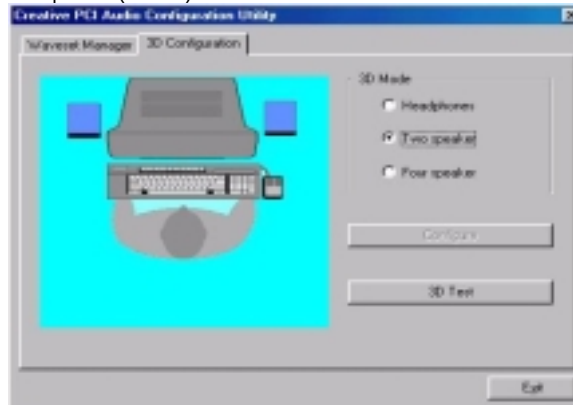 Creative PCI Audio Configuration Utility
Waveset Manager
3D Configuration
3D Mode
Headphones
Two speaker
Four speaker
Configure
3D Test
Exit